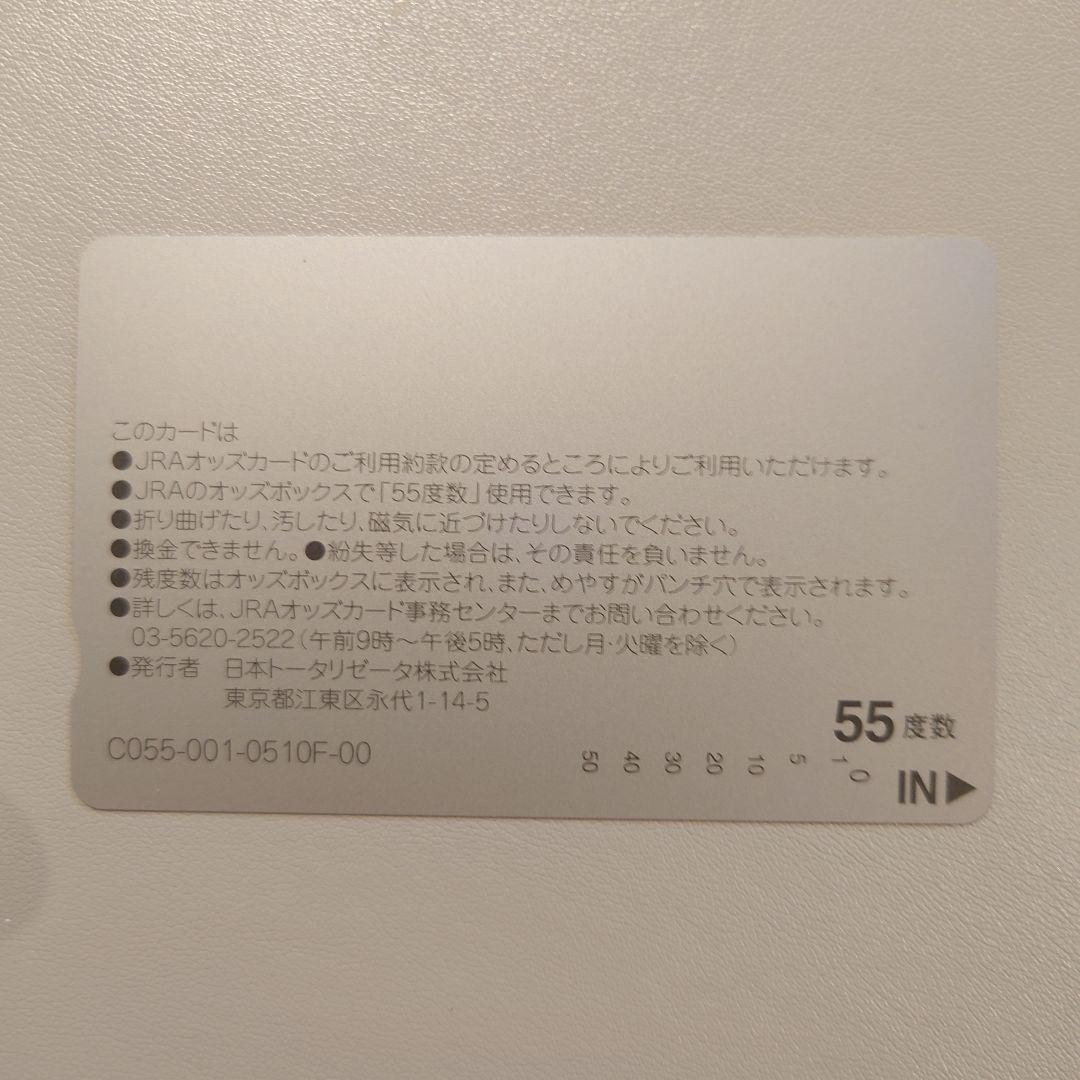 このカードは
●JRAオッズカードのご利用約款の定めるところによりご利用いただけます。
●JRAのオッズボックスで「55度数」使用できます。
●折り曲げたり、汚したり、磁気に近づけたりしないでください。
●換金できません。●紛失等した場合は、その責任を負いません。
●残度数はオッズボックスに表示され、また、めやすがパンチ穴で表示されます。
●詳しくは、JRAオッズカード事務センターまでお問い合わせください。
03-5620-2522(午前9時〜午後5時、ただし月・火曜を除く)
●発行者 日本トータリゼータ株式会社
東京都江東区永代1-14-5
55度数
C055-001-0510F-00
50 40 30 20 10 5 1 0
IN▶